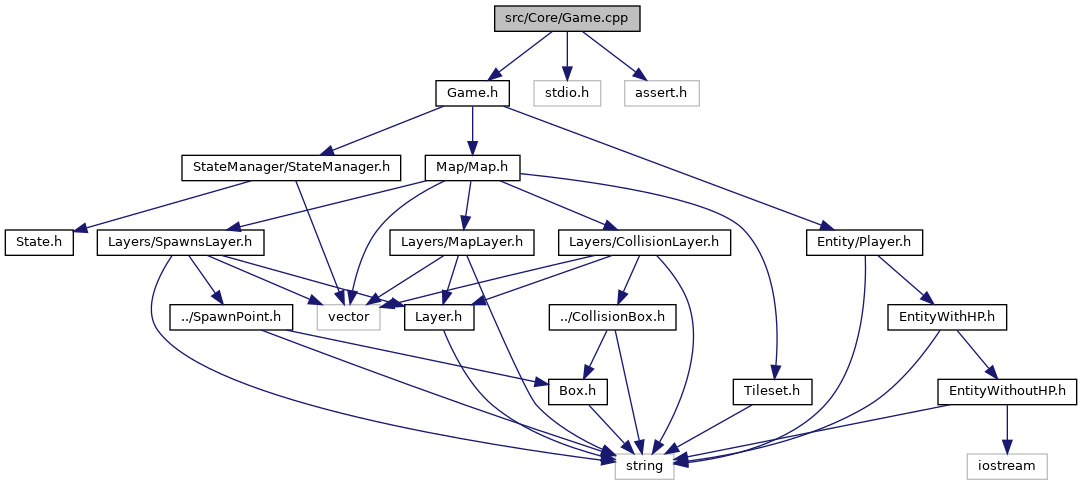 src/Core/Game.cpp
Game.h
stdio.h
assert.h
StateManager/StateManager.h
Map/Map.h
State.h
Layers/SpawnsLayer.h
Layers/MapLayer.h
Layers/CollisionLayer.h
Entity/Player.h
../SpawnPoint.h
vector
Layer.h
../CollisionBox.h
EntityWithHP.h
Box.h
Tileset.h
EntityWithoutHP.h
string
iostream